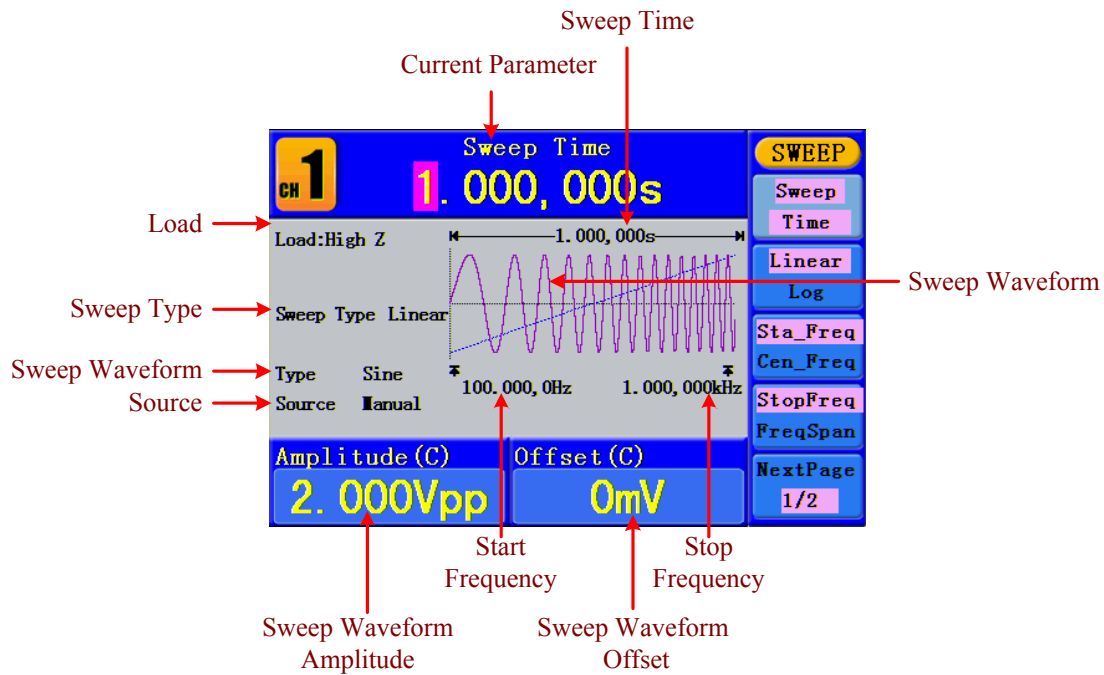 Sweep Time
Current Parameter
CH 1
Sweep Time
1.000,000s
SWEEP
Sweep
Time
Linear
Log
Sta_Freq
Cen_Freq
StopFreq
FreqSpan
NextPage
1/2
Load
Load:High Z
1.000,000s
Sweep Waveform
Sweep Type
Sweep Type Linear
Sweep Waveform
Type Sine
Source
Source Manual
100.000,0Hz
1.000,000kHz
Amplitude(C)
2.000Vpp
Offset(C)
0mV
Start
Frequency
Stop
Frequency
Sweep Waveform
Amplitude
Sweep Waveform
Offset